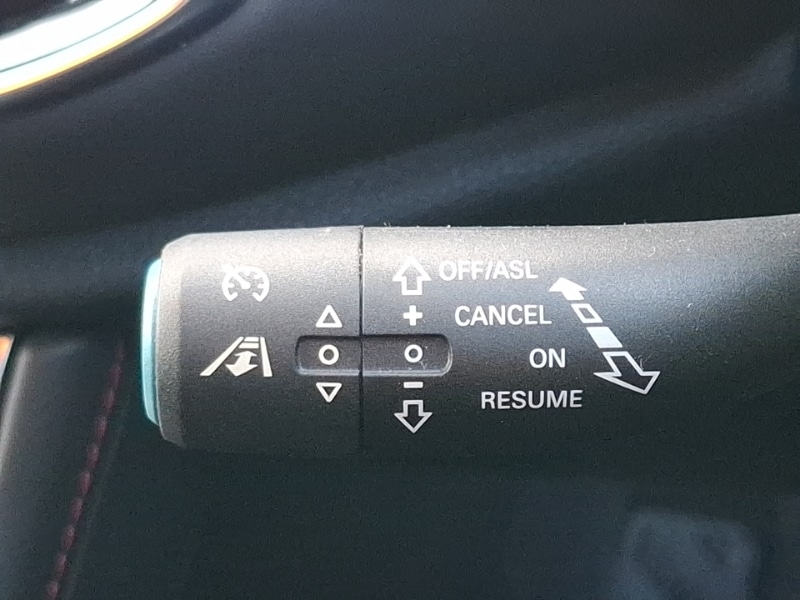 OFF/ASL
+ CANCEL
ON
−
RESUME